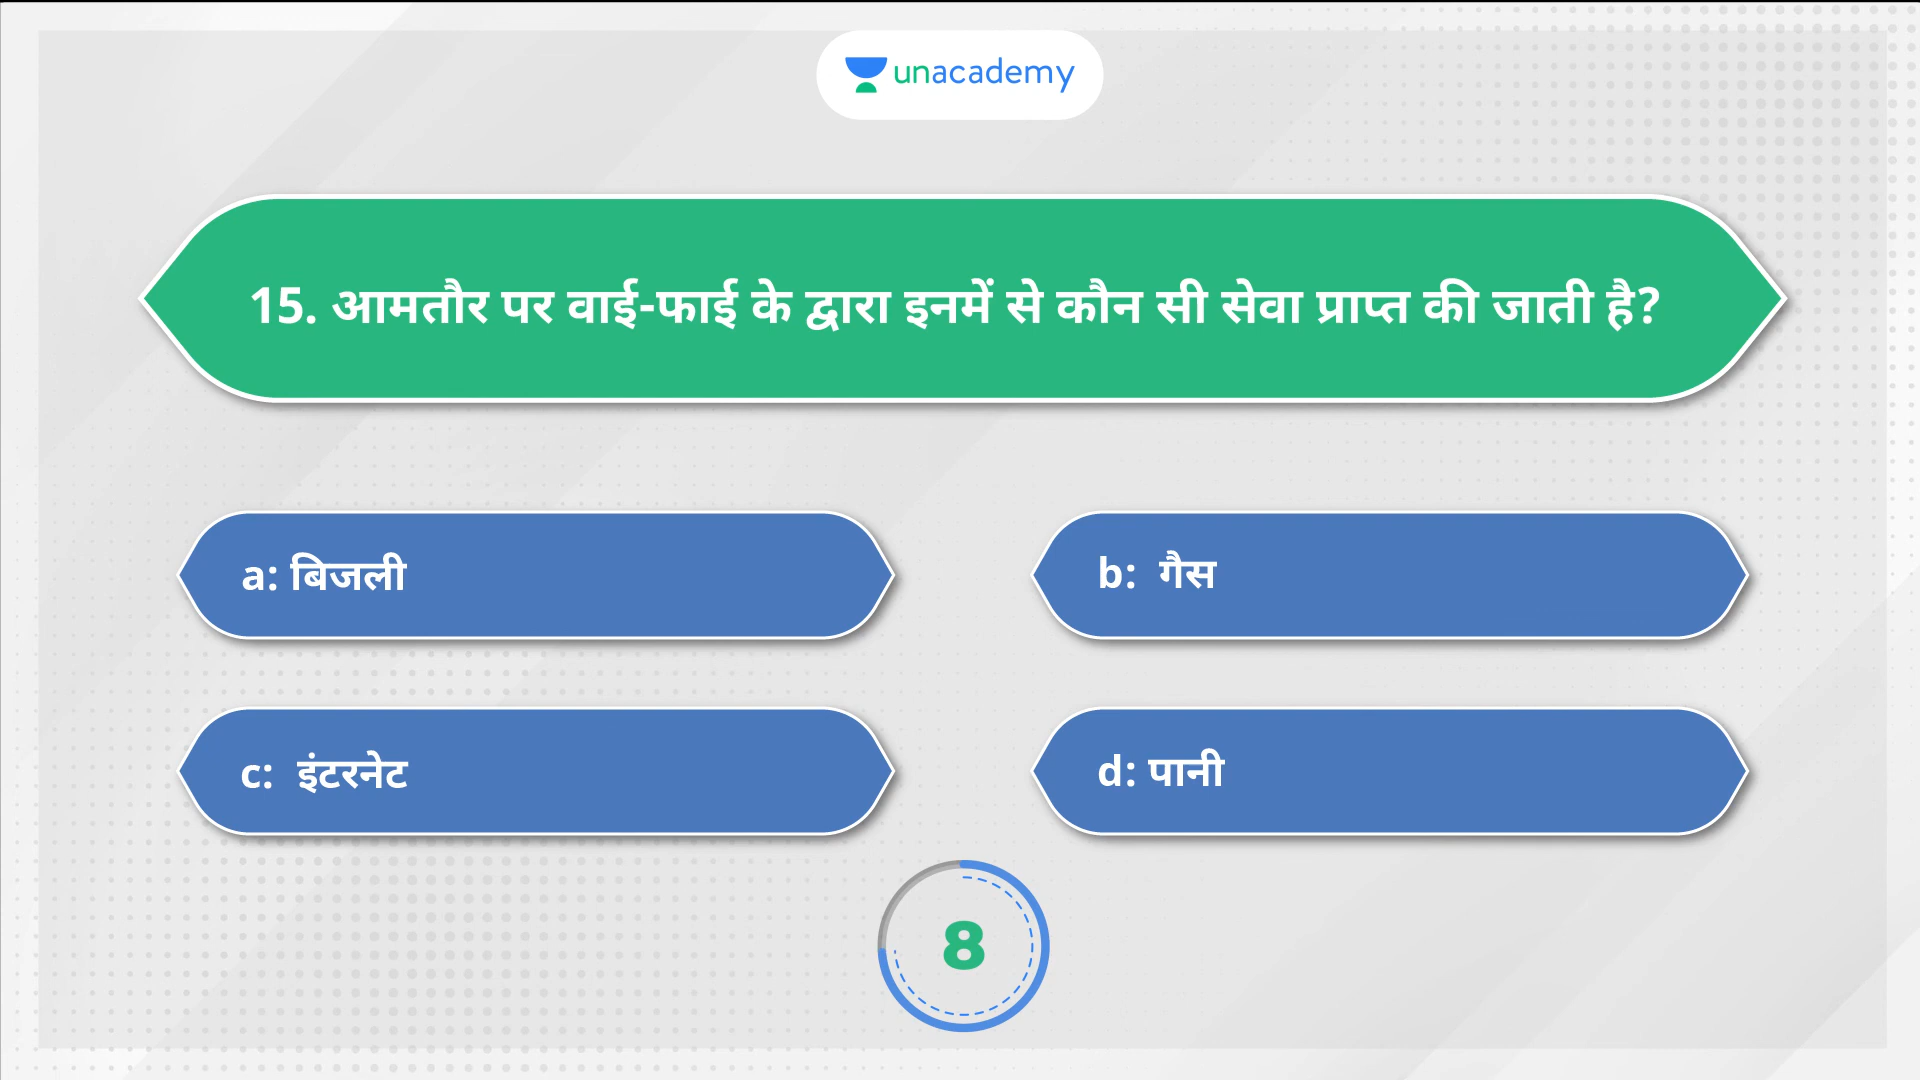 unacademy
15. आमतौर पर वाई-फाई के द्वारा इनमें से कौन सी सेवा प्राप्त की जाती है?
a: बिजली
b: गैस
c: इंटरनेट
d: पानी
8